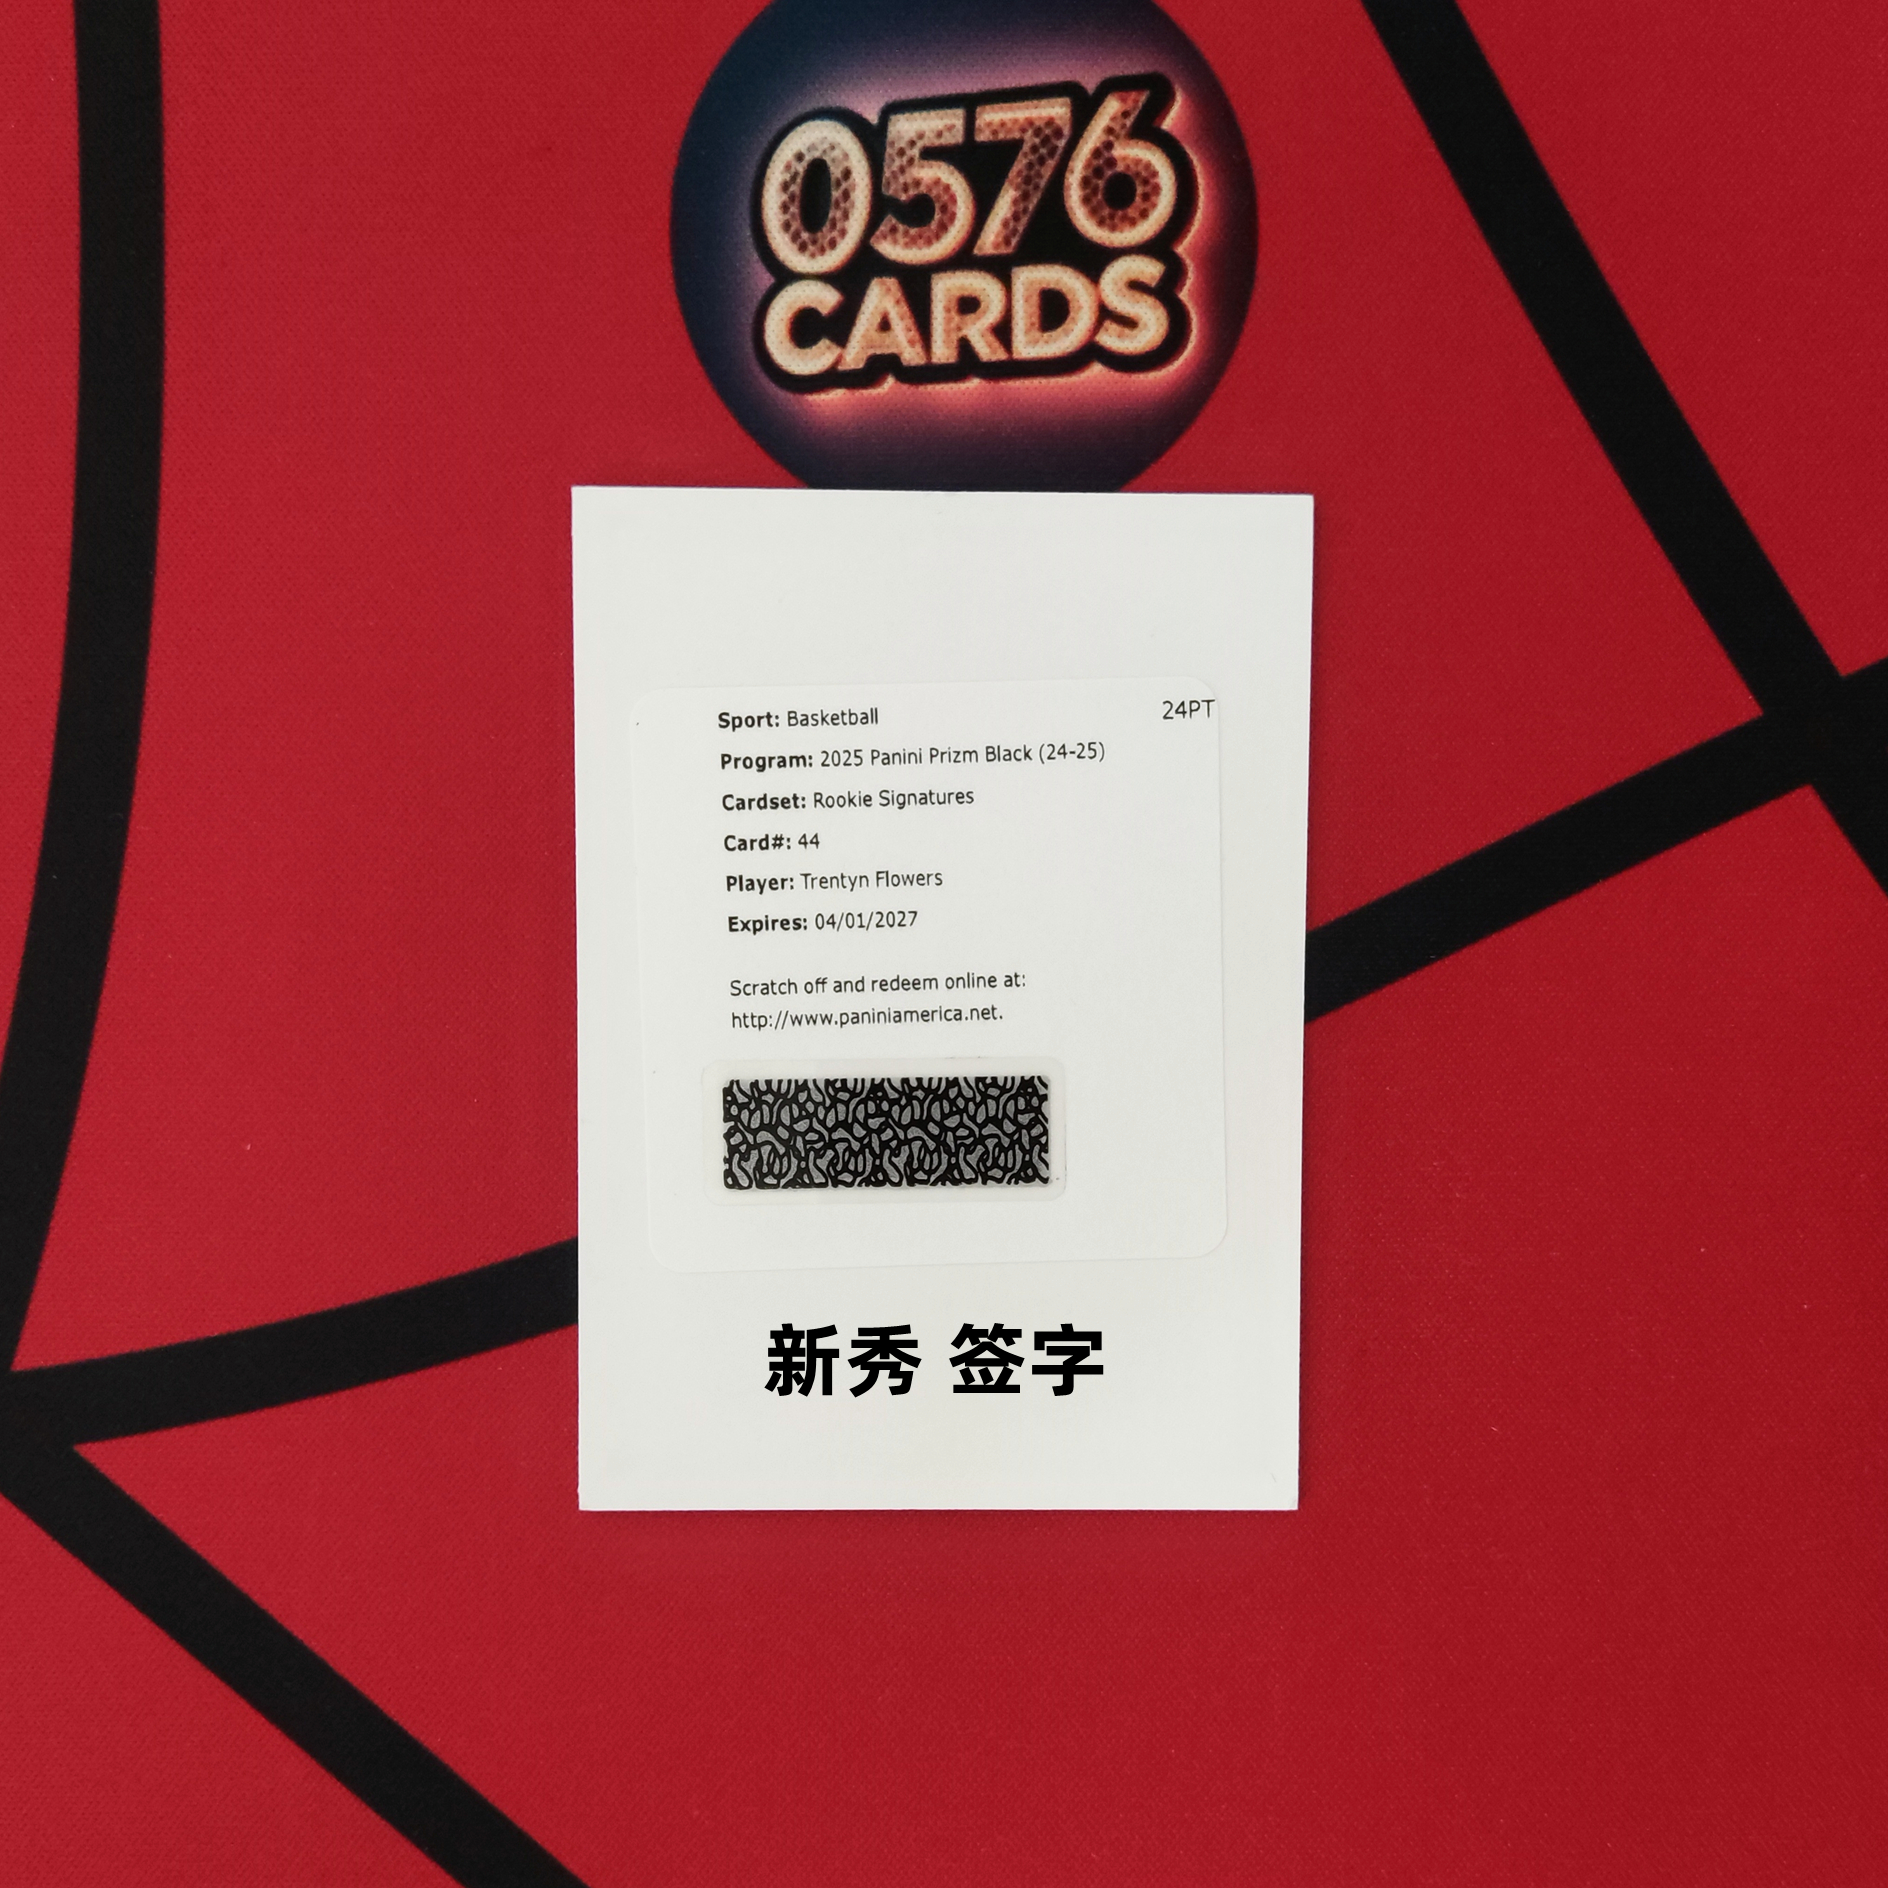 0576
CARDS
Sport: Basketball
24PT
Program: 2025 Panini Prizm Black (24-25)
Cardset: Rookie Signatures
Card#: 44
Player: Trentyn Flowers
Expires: 04/01/2027
Scratch off and redeem online at:
http://www.paniniamerica.net.
新秀 签字